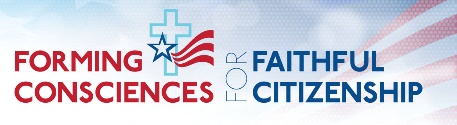 FORMING
CONSCIENCES
FOR
FAITHFUL
CITIZENSHIP